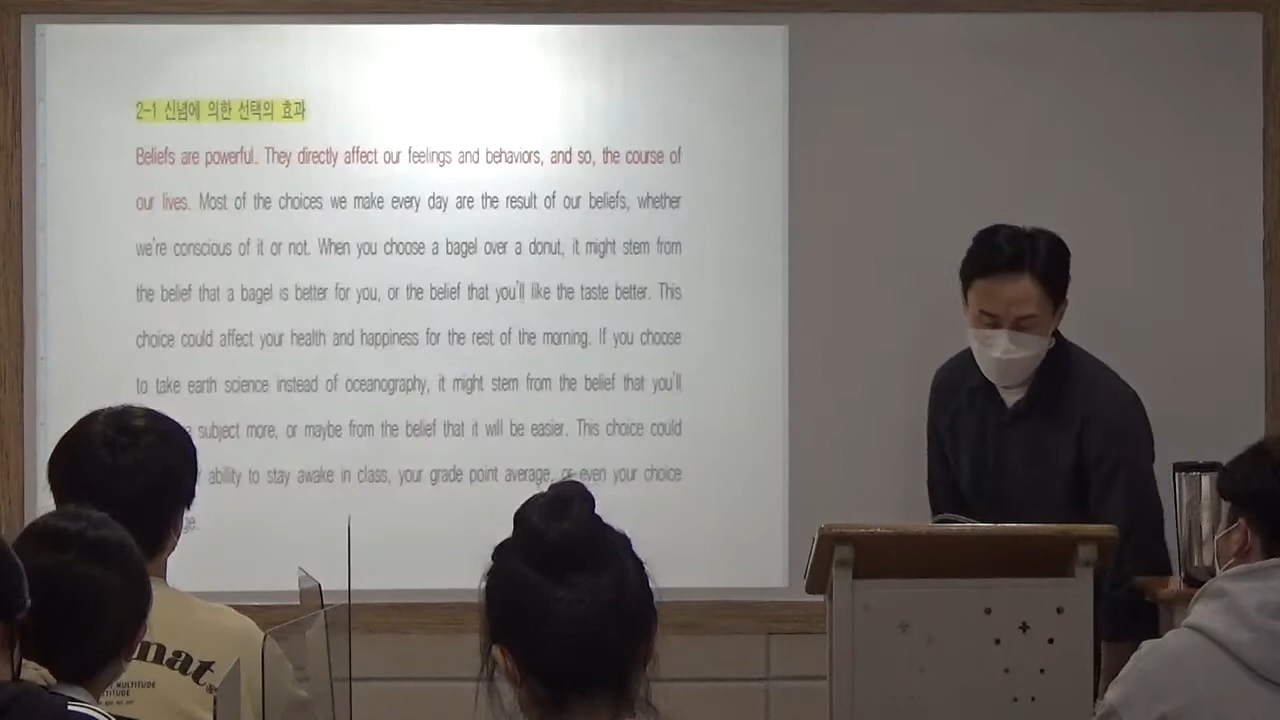 2-1 신념에 의한 선택의 효과
Beliefs are powerful. They directly affect our feelings and behaviors, and so, the course of
our lives. Most of the choices we make every day are the result of our beliefs, whether
we're conscious of it or not. When you choose a bagel over a donut, it might stem from
the belief that a bagel is better for you, or the belief that you'll like the taste better. This
choice could affect your health and happiness for the rest of the morning. If you choose
to take earth science instead of oceanography, it might stem from the belief that you'll
subject more, or maybe from the belief that it will be easier. This choice could
ability to stay awake in class, your grade point average, or even your choice
nat
MULTITUDE